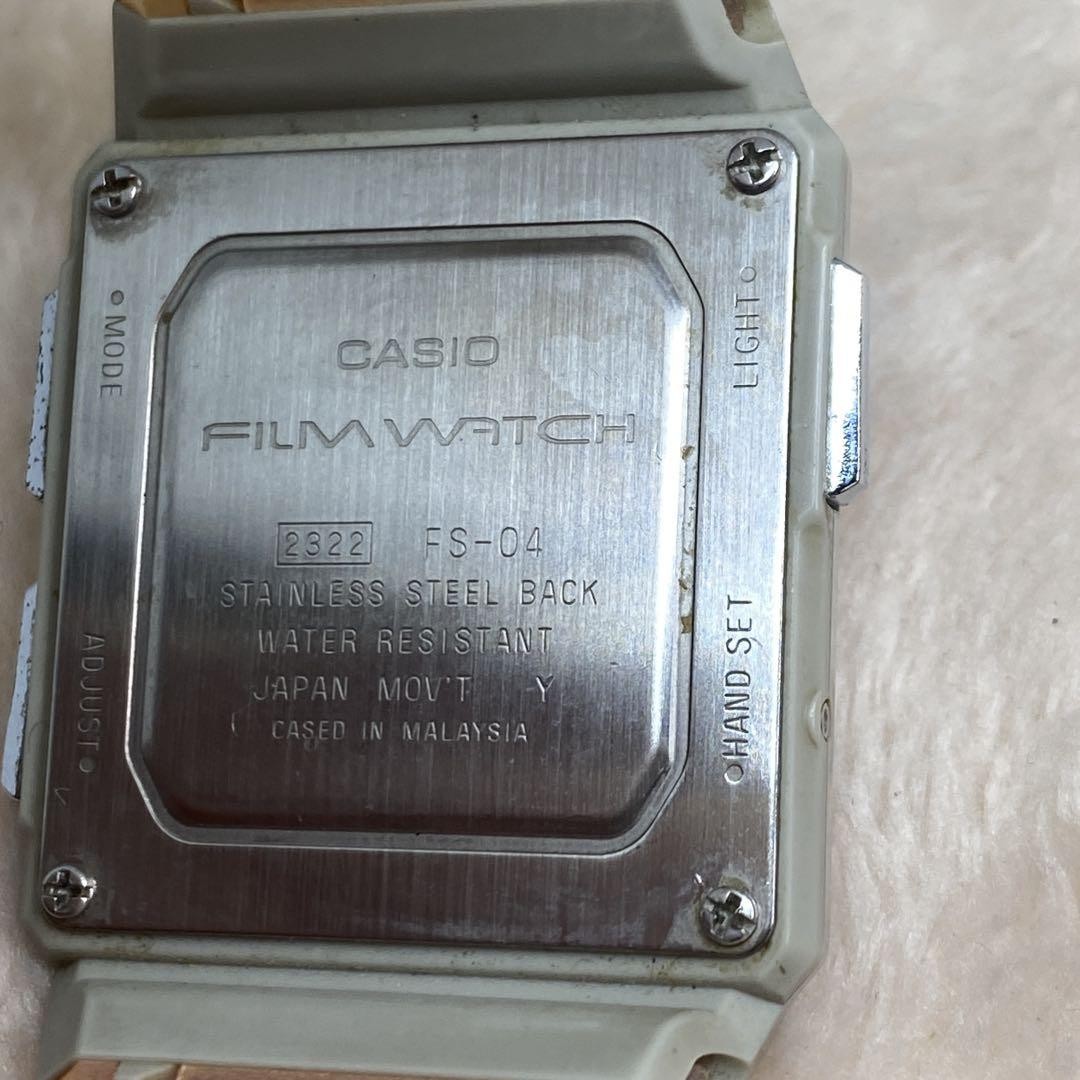 CASIO
FILM WATCH
2322 FS-04
STAINLESS STEEL BACK
WATER RESISTANT
JAPAN MOV'T Y
CASED IN MALAYSIA
MODE
ADJUST
LIGHT
HAND SET